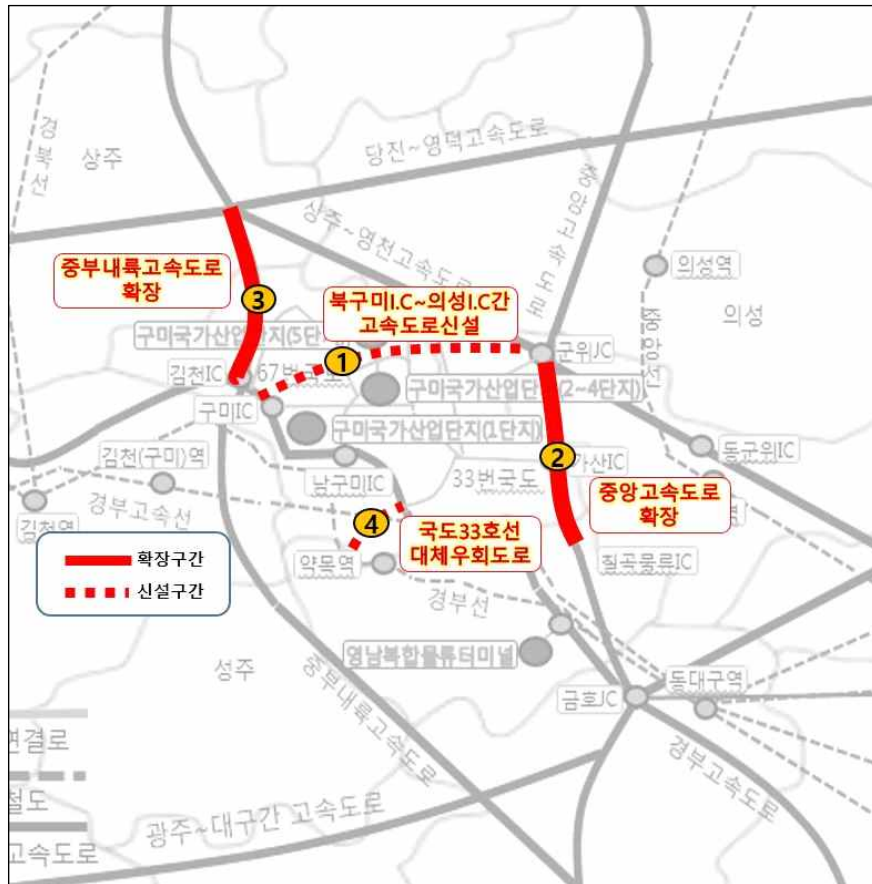 경북선
상주
당진~영덕고속도로
상주~영천고속도로
중앙고속도로
중부내륙고속도로
확장
3
북구미I.C~의성I.C간
고속도로신설
의성역
의성
중앙선
구미국가산업단지(5단
1
군위JC
김천IC
67번국도
구미국가산업단지(2~4단지)
구미IC
구미국가산업단지(1단지)
동군위IC
김천(구미)역
남구미IC
33번국도
2
가산IC
중앙고속도로
확장
역
김천역
경부고속선
4
국도33호선
대체우회도로
확장구간
신설구간
약목역
칠곡물류IC
경부선
영남복합물류터미널
성주
중부내륙고속도로
금호JC
동대구역
경부고속도로
연결로
철도
고속도로
광주~대구간 고속도로